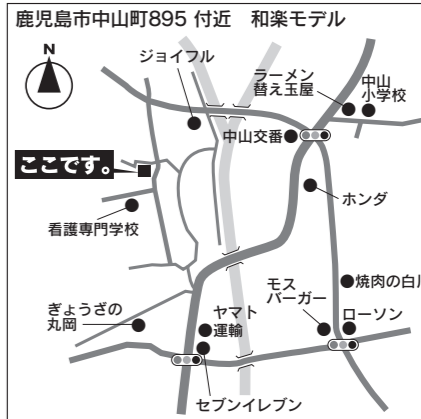 鹿児島市中山町895 付近　和楽モデル
N
ジョイフル
ラーメン
替え玉屋
中山
小学校
中山交番
ここです。
ホンダ
看護専門学校
焼肉の白川
ぎょうざの
丸岡
ヤマト
運輸
モス
バーガー
ローソン
セブンイレブン